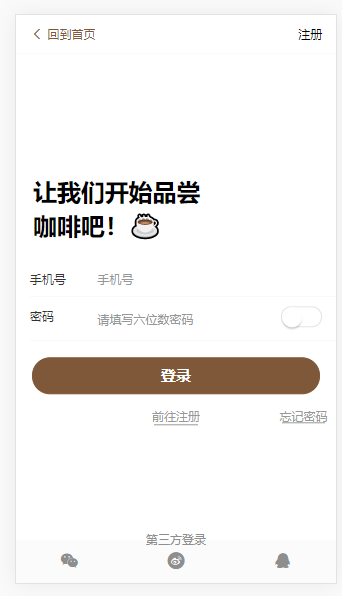 回到首页
注册
让我们开始品尝
咖啡吧！
手机号 手机号
密码 请填写六位数密码
登录
前往注册 忘记密码
第三方登录